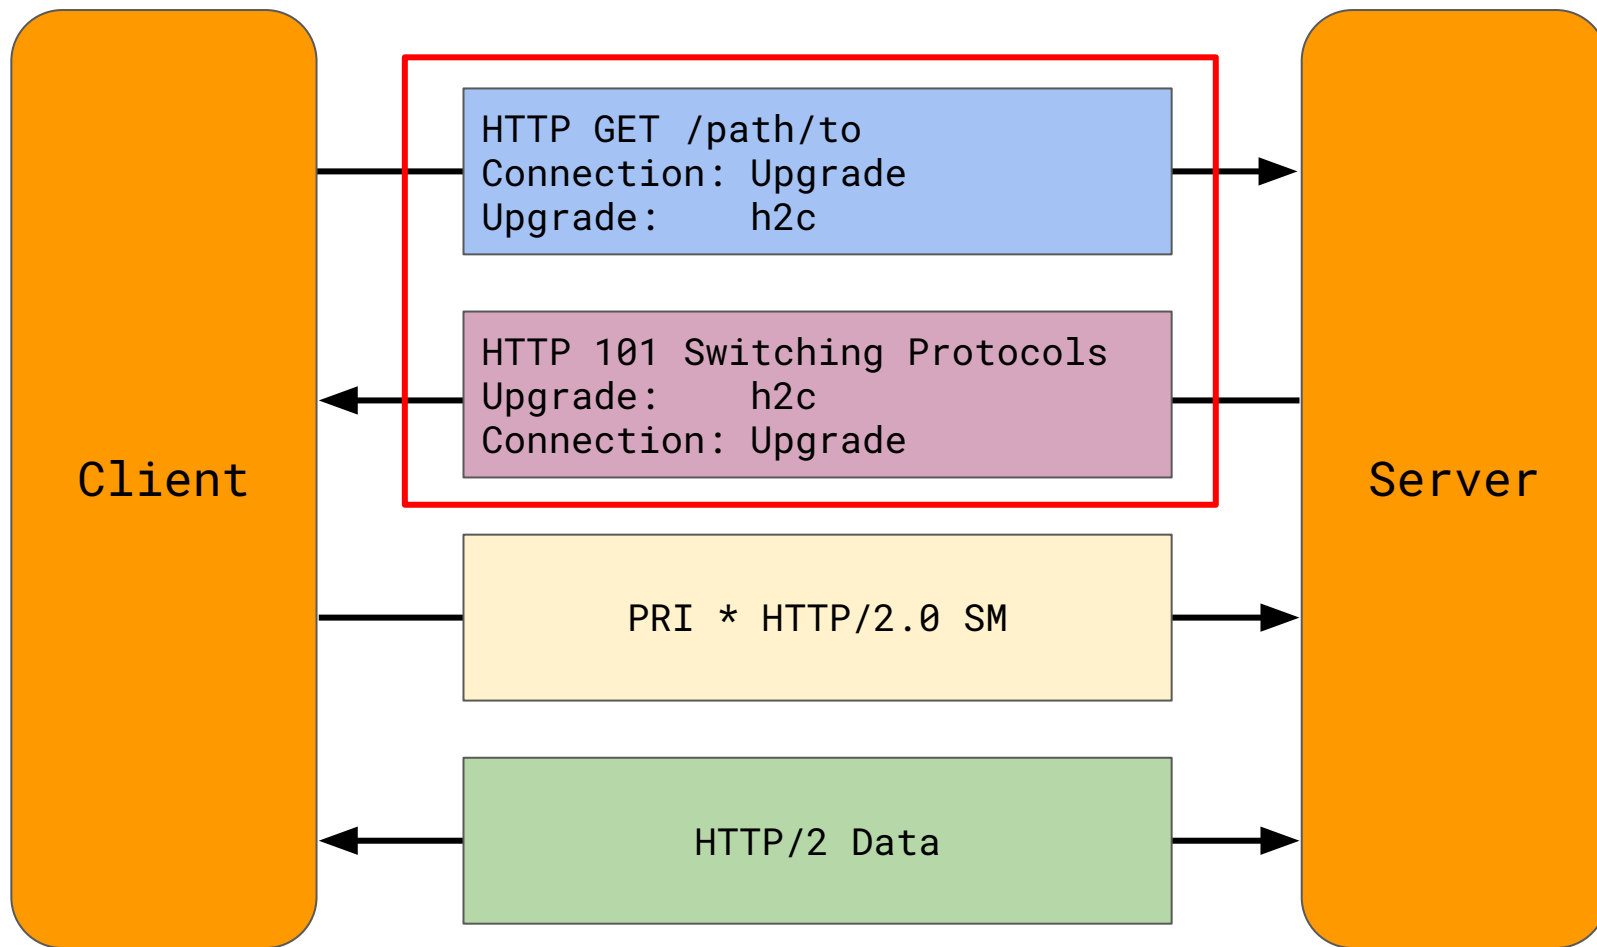 HTTP GET /path/to
Connection: Upgrade
Upgrade:    h2c
HTTP 101 Switching Protocols
Upgrade:    h2c
Connection: Upgrade
Client
Server
PRI * HTTP/2.0 SM
HTTP/2 Data